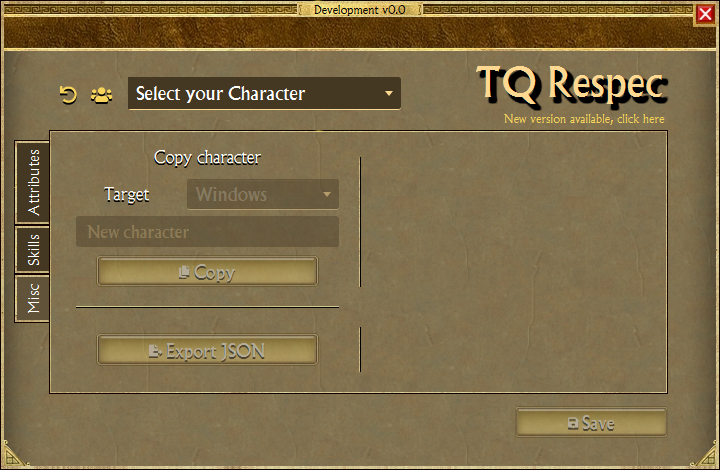 Development v0.0
Select your Character
TQ Respec
New version available, click here
Attributes
Skills
Misc
Copy character
Target
Windows
New character
Copy
Export JSON
Save